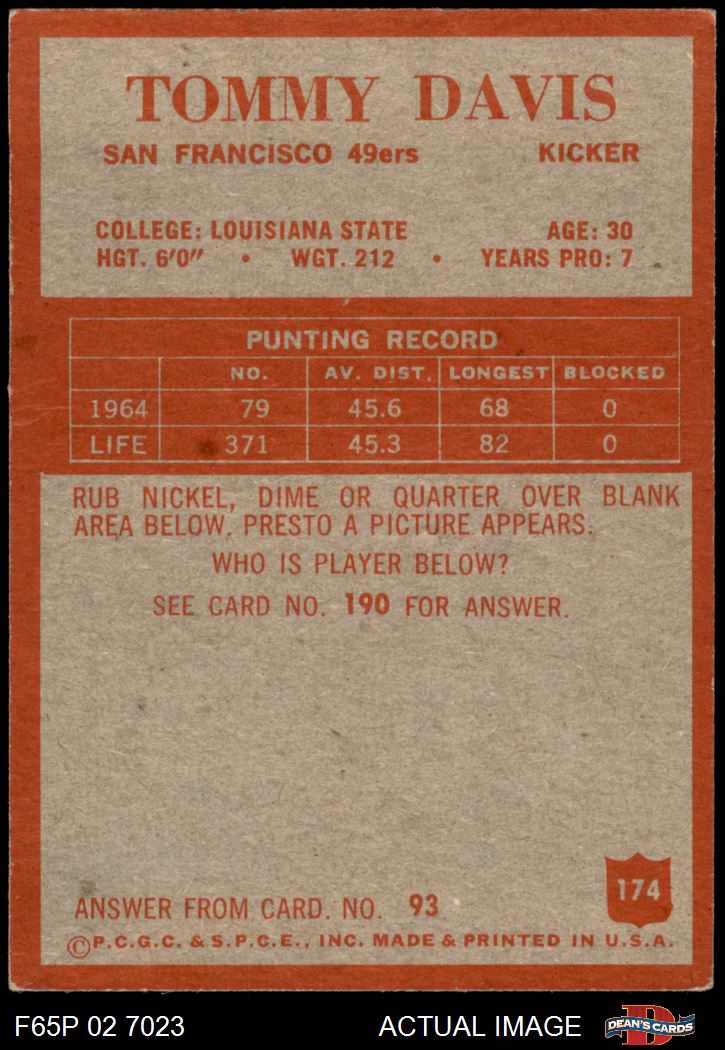 TOMMY DAVIS
SAN FRANCISCO 49ers KICKER
COLLEGE: LOUISIANA STATE AGE: 30
HGT. 6'0" • WGT. 212 • YEARS PRO: 7
PUNTING RECORD
NO. AV. DIST. LONGEST BLOCKED
1964 79 45.6 68 0
LIFE 371 45.3 82 0
RUB NICKEL, DIME OR QUARTER OVER BLANK
AREA BELOW. PRESTO A PICTURE APPEARS.
WHO IS PLAYER BELOW?
SEE CARD NO. 190 FOR ANSWER.
174
ANSWER FROM CARD. NO. 93
©P.C.G.C. & S.P.C.E., INC. MADE & PRINTED IN U.S.A.
F65P 02 7023 ACTUAL IMAGE DEAN'S CARDS